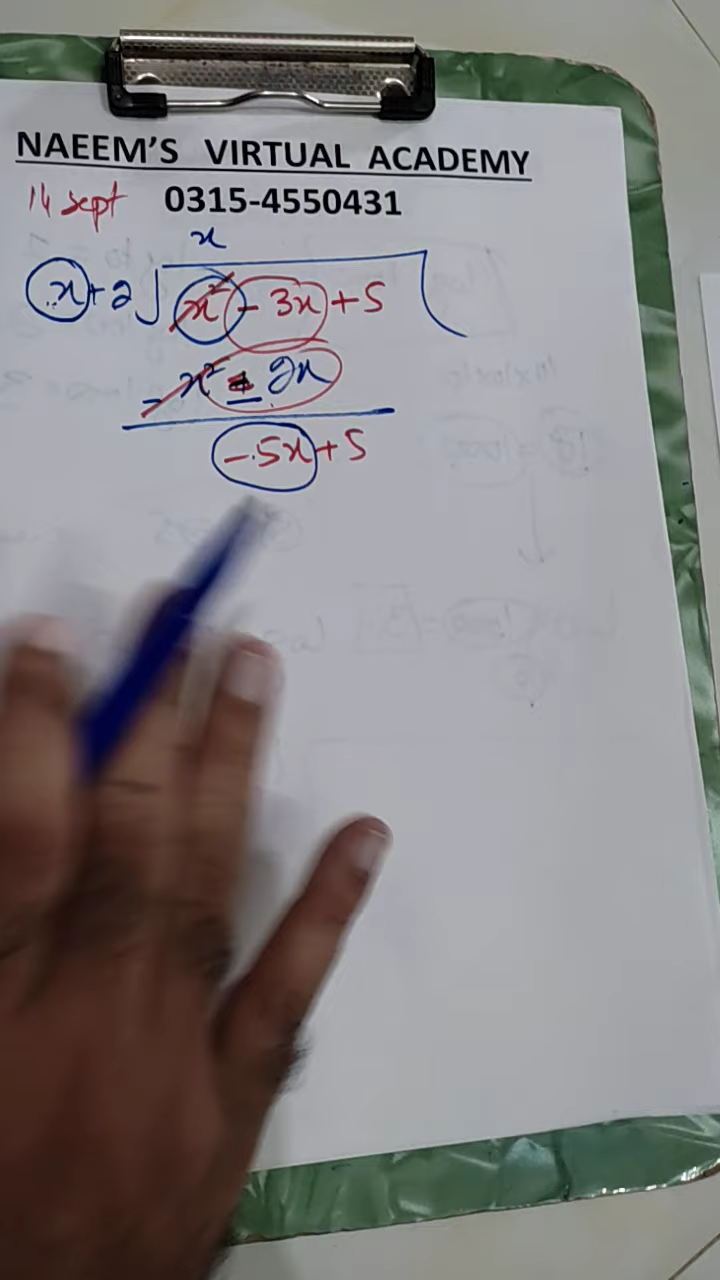 NAEEM'S VIRTUAL ACADEMY
14 sept 0315-4550431
x
x+2 x² - 3x + 5
- x² ± 2x
- 5x + 5